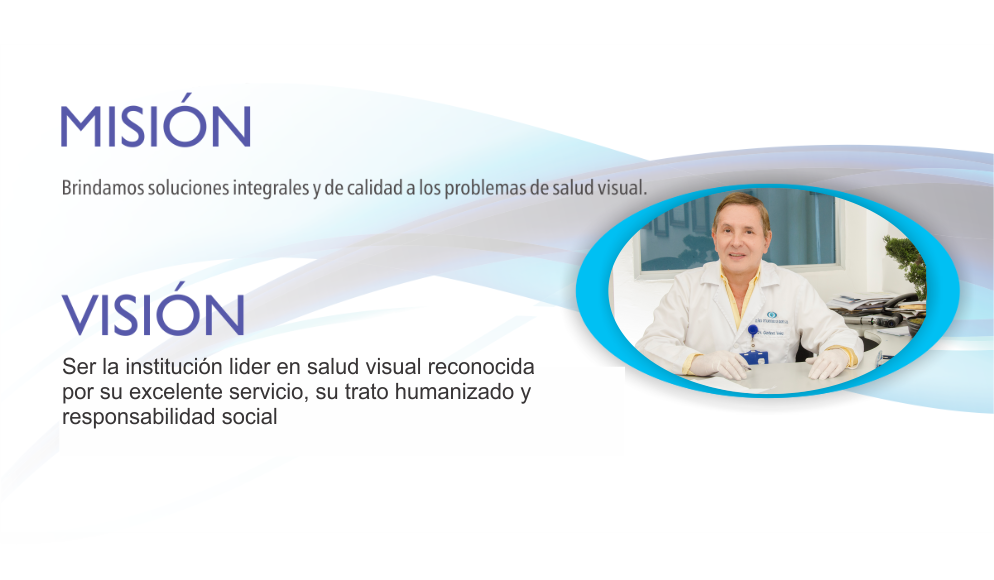 MISIÓN
Brindamos soluciones integrales y de calidad a los problemas de salud visual.
VISIÓN
Ser la institución lider en salud visual reconocida
por su excelente servicio, su trato humanizado y
responsabilidad social